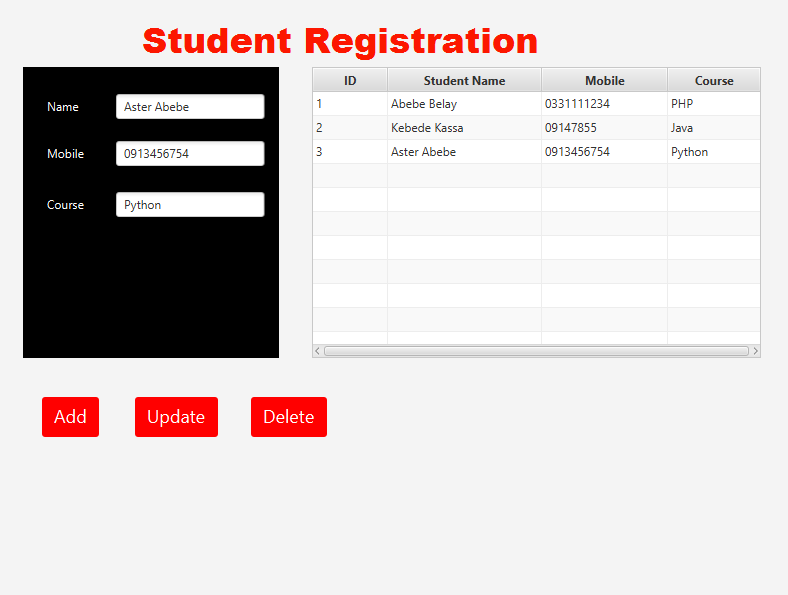 Student Registration
Name Aster Abebe
Mobile 0913456754
Course Python
ID Student Name Mobile Course
1 Abebe Belay 0331111234 PHP
2 Kebede Kassa 09147855 Java
3 Aster Abebe 0913456754 Python
Add Update Delete